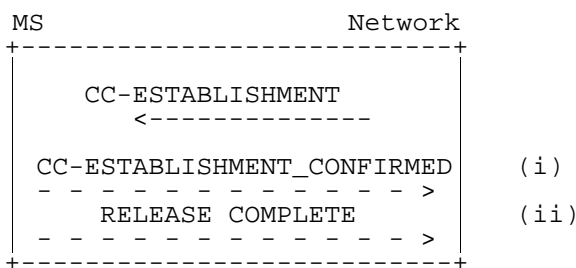 MS Network
CC-ESTABLISHMENT
<--------------
CC-ESTABLISHMENT_CONFIRMED (i)
- - - - - - - - - - - - >
RELEASE COMPLETE (ii)
- - - - - - - - - - - - >